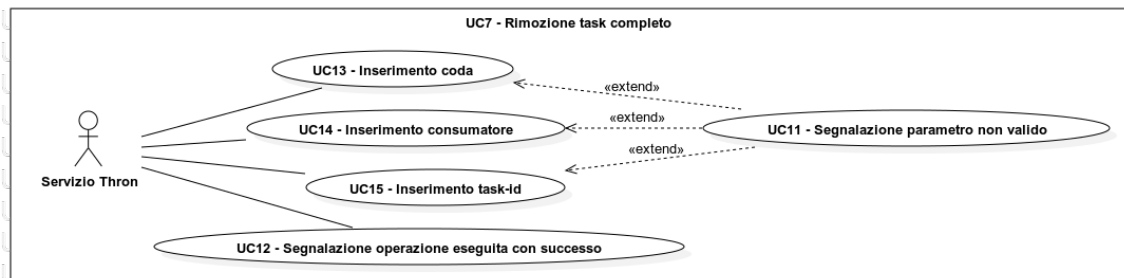 UC7 - Rimozione task completo
UC13 - Inserimento coda
«extend»
UC14 - Inserimento consumatore
«extend»
UC11 - Segnalazione parametro non valido
«extend»
Servizio Thron
UC15 - Inserimento task-id
UC12 - Segnalazione operazione eseguita con successo